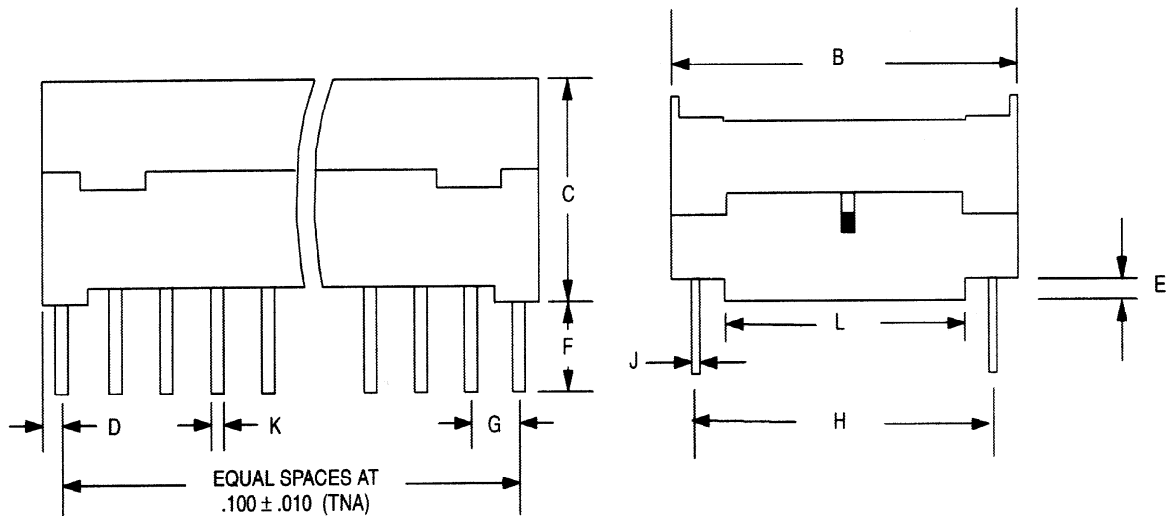 B
C
E
L
F
J
D
K
G
H
EQUAL SPACES AT
.100 ± .010 (TNA)